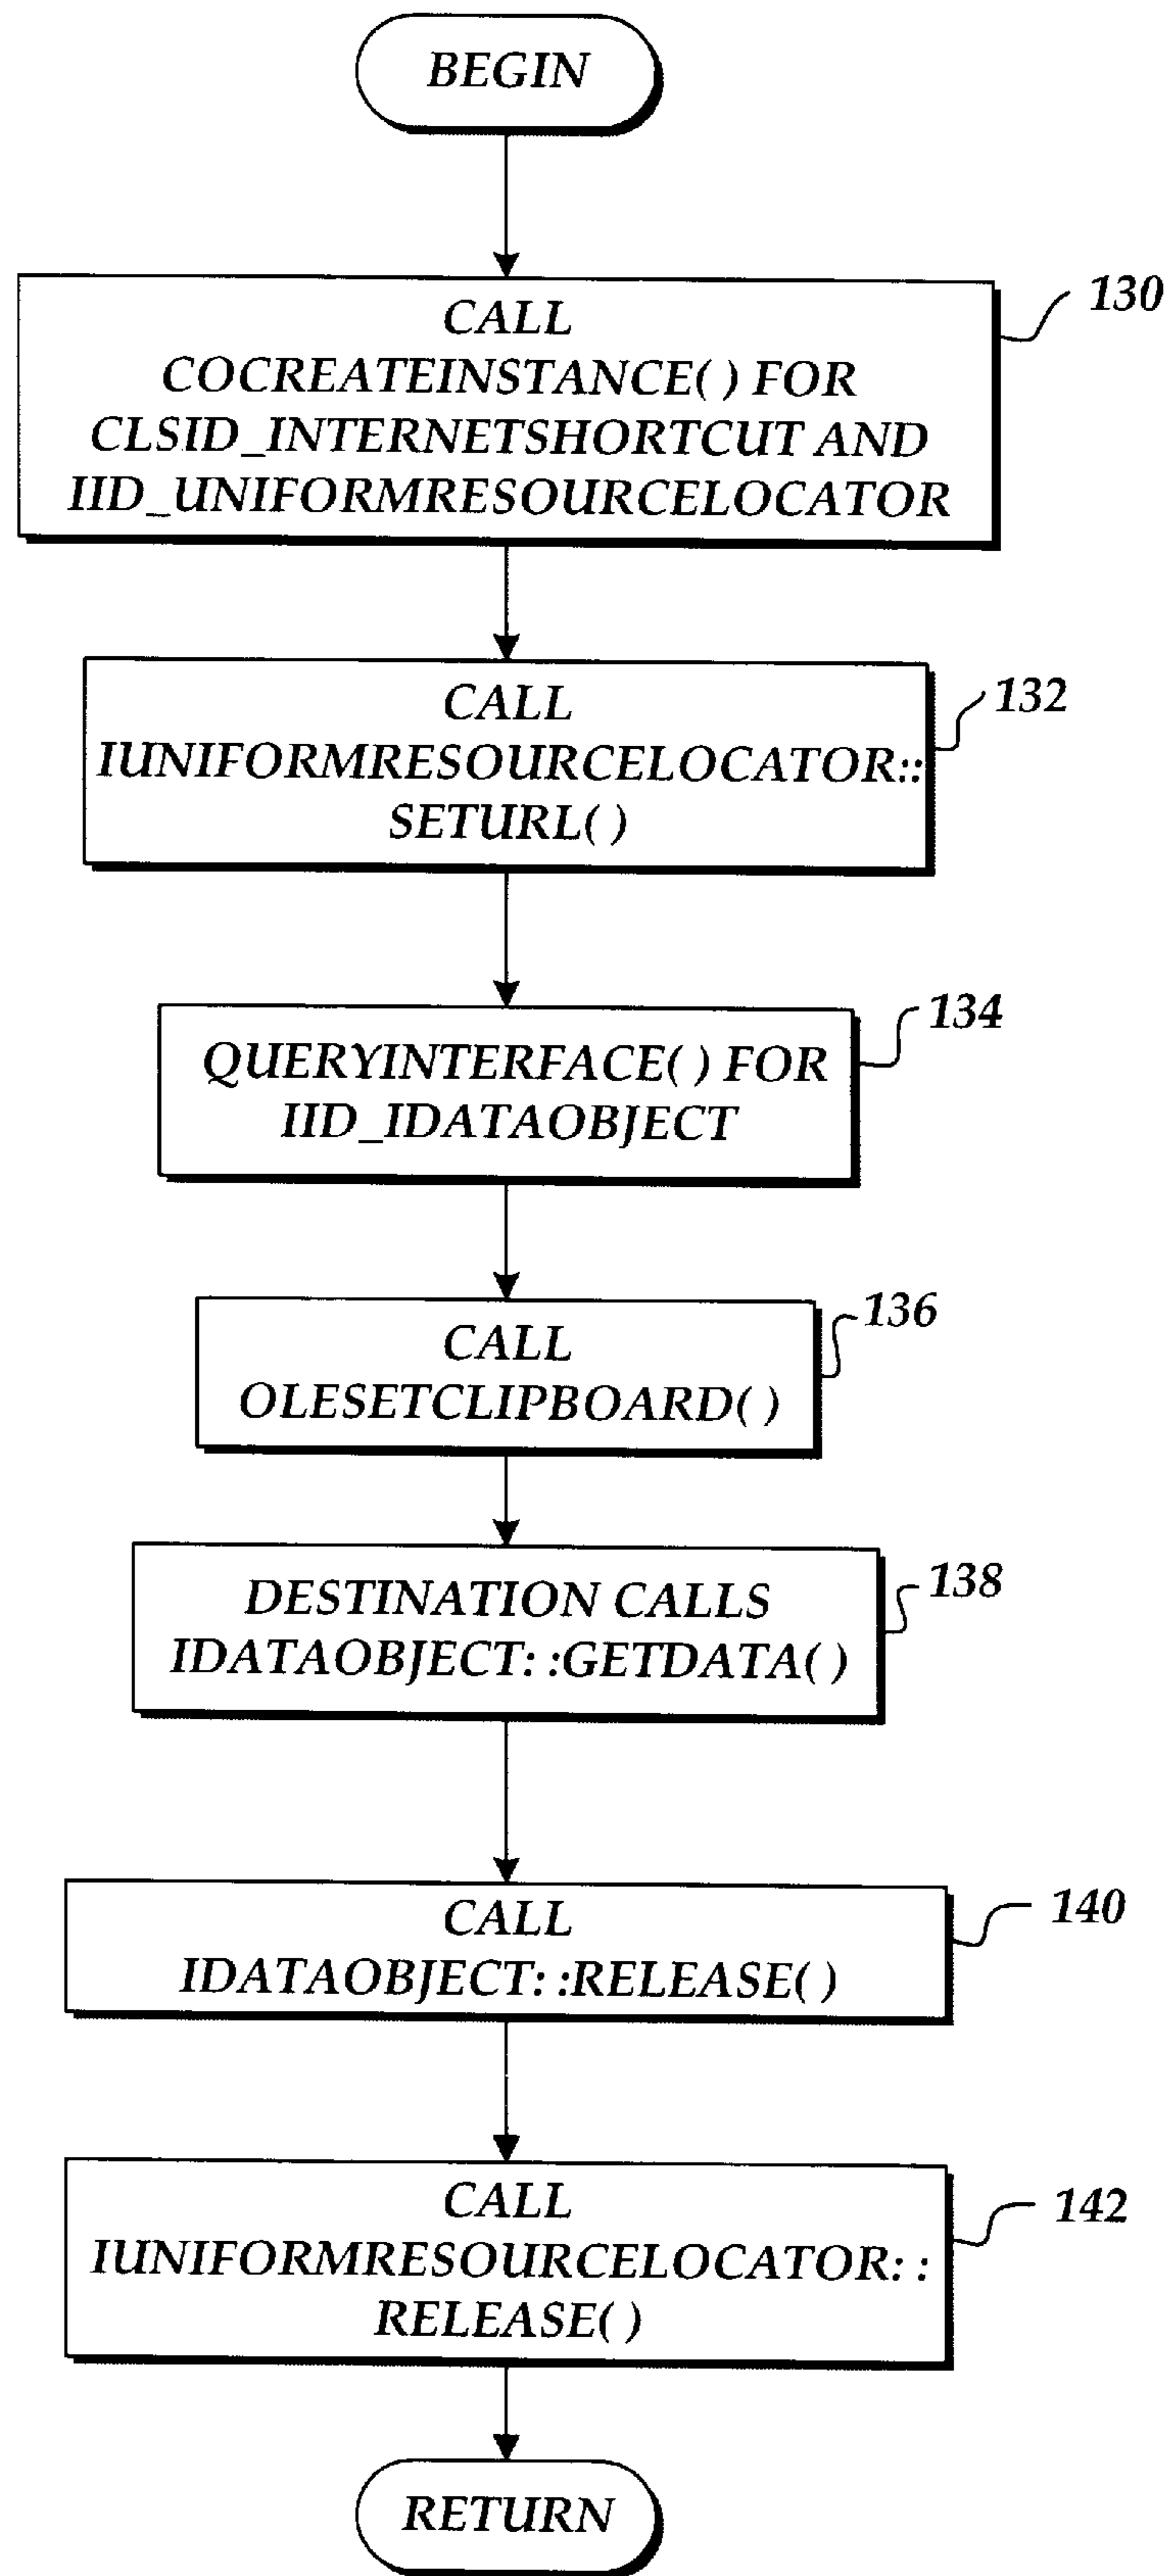 BEGIN
CALL
COCREATEINSTANCE( ) FOR
CLSID_INTERNETSHORTCUT AND
IID_UNIFORMRESOURCELOCATOR
130
CALL
IUNIFORMRESOURCELOCATOR::
SETURL( )
132
QUERYINTERFACE( ) FOR
IID_IDATAOBJECT
134
CALL
OLESETCLIPBOARD( )
136
DESTINATION CALLS
IDATAOBJECT: :GETDATA( )
138
CALL
IDATAOBJECT: :RELEASE( )
140
CALL
IUNIFORMRESOURCELOCATOR: :
RELEASE( )
142
RETURN